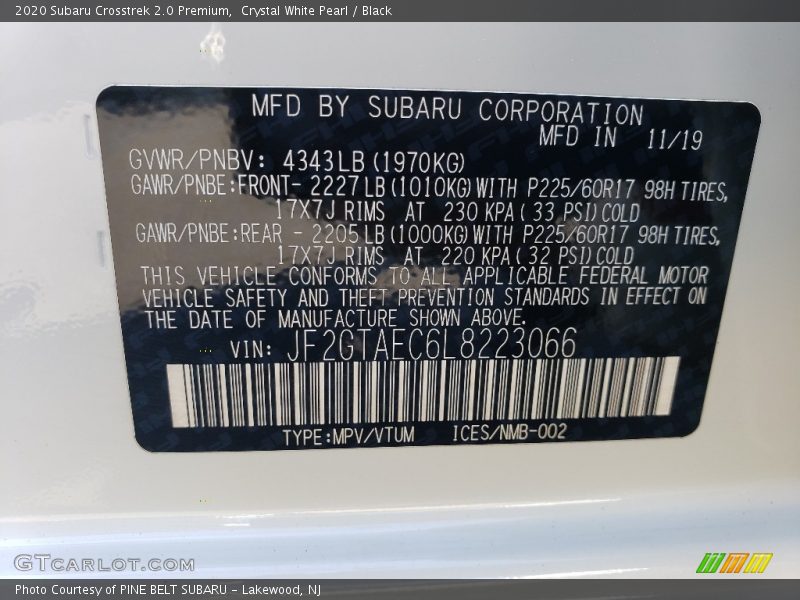 2020 Subaru Crosstrek 2.0 Premium,  Crystal White Pearl / Black
MFD BY SUBARU CORPORATION
MFD IN 11/19
GVWR/PNBV: 4343LB(1970KG)
GAWR/PNBE:FRONT- 2227LB(1010KG)WITH P225/60R17 98H TIRES,
17X7J RIMS AT 230 KPA( 33 PSI)COLD
GAWR/PNBE:REAR - 2205LB(1000KG)WITH P225/60R17 98H TIRES,
17X7J RIMS AT 220 KPA( 32 PSI)COLD
THIS VEHICLE CONFORMS TO ALL APPLICABLE FEDERAL MOTOR
VEHICLE SAFETY AND THEFT PREVENTION STANDARDS IN EFFECT ON
THE DATE OF MANUFACTURE SHOWN ABOVE.
VIN: JF2GTAEC6L8223066
TYPE:MPV/VTUM ICES/NMB-002
GTCARLOT.COM
Photo Courtesy of PINE BELT SUBARU - Lakewood, NJ